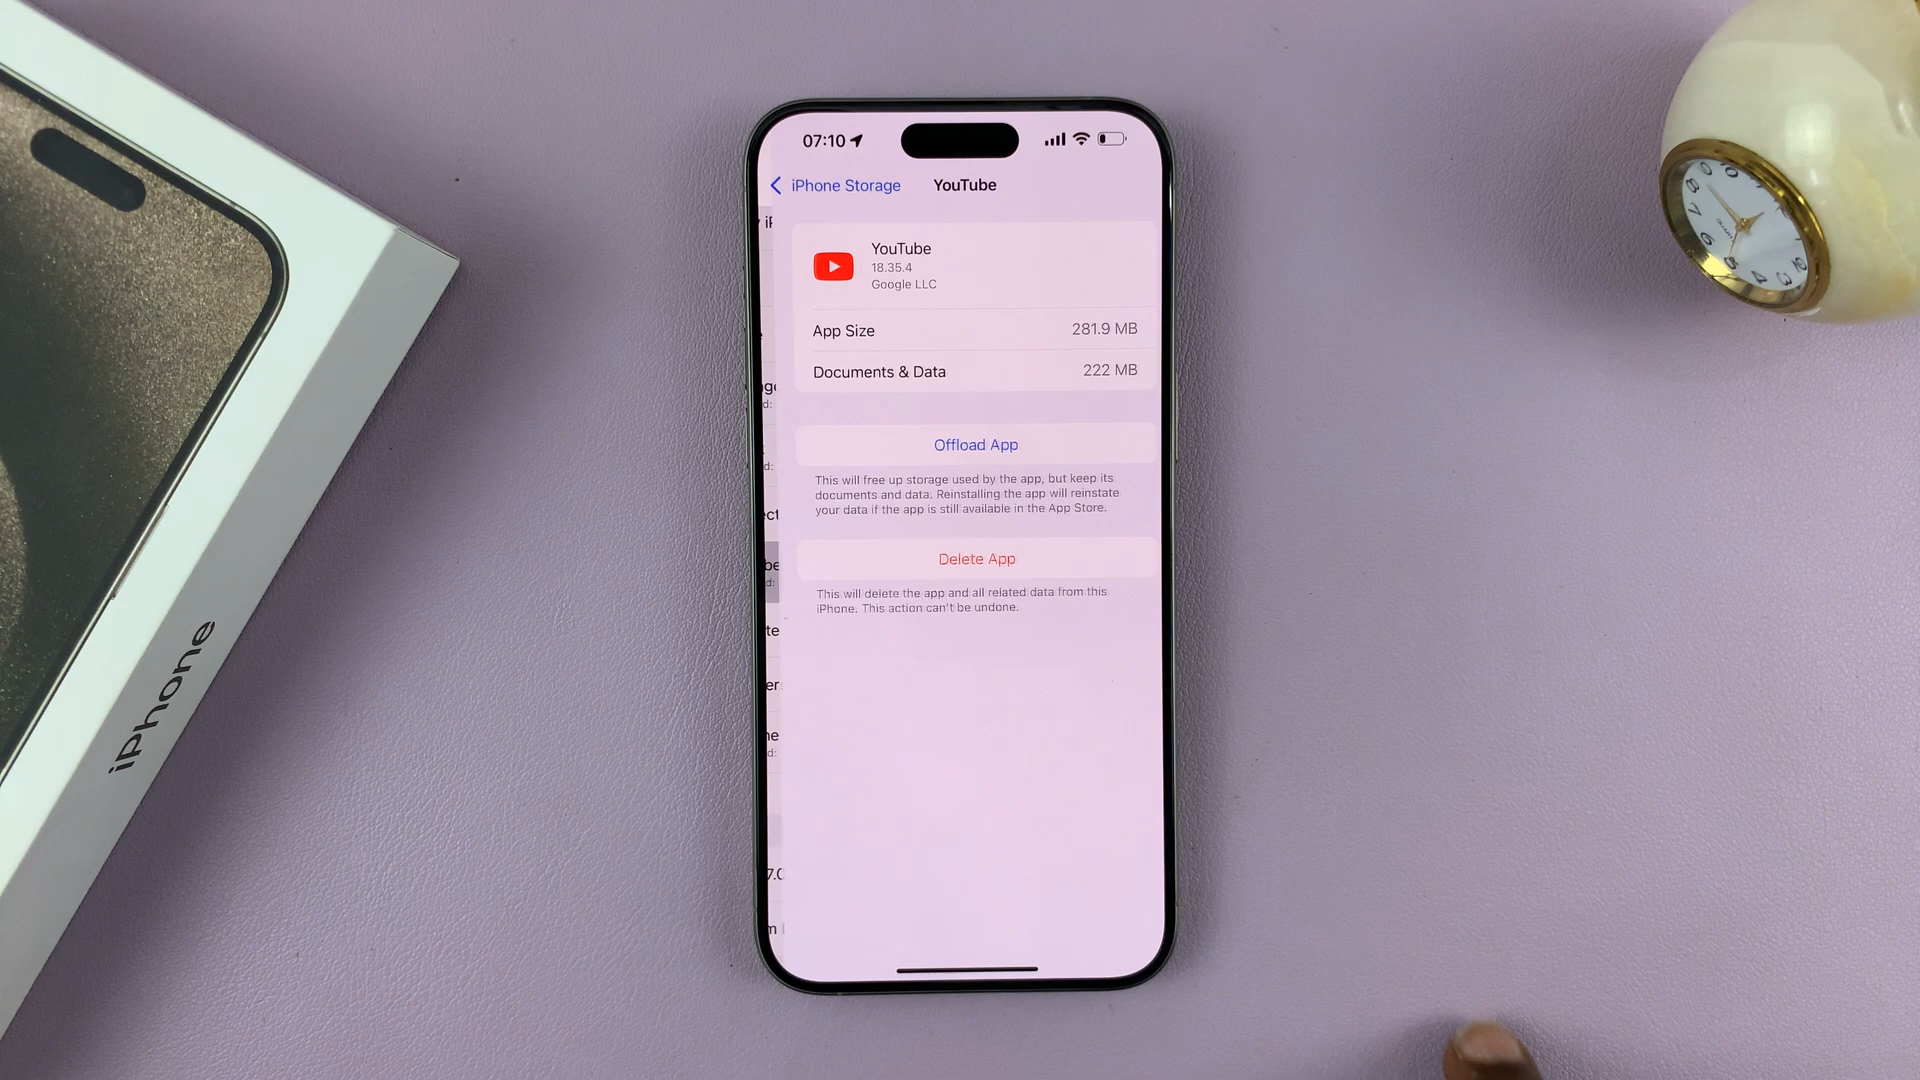 07:10
iPhone Storage
YouTube
YouTube
18.35.4
Google LLC
App Size 281.9 MB
Documents & Data 222 MB
Offload App
This will free up storage used by the app, but keep its
documents and data. Reinstalling the app will reinstate
your data if the app is still available in the App Store.
Delete App
This will delete the app and all related data from this
iPhone. This action can't be undone.
iPhone